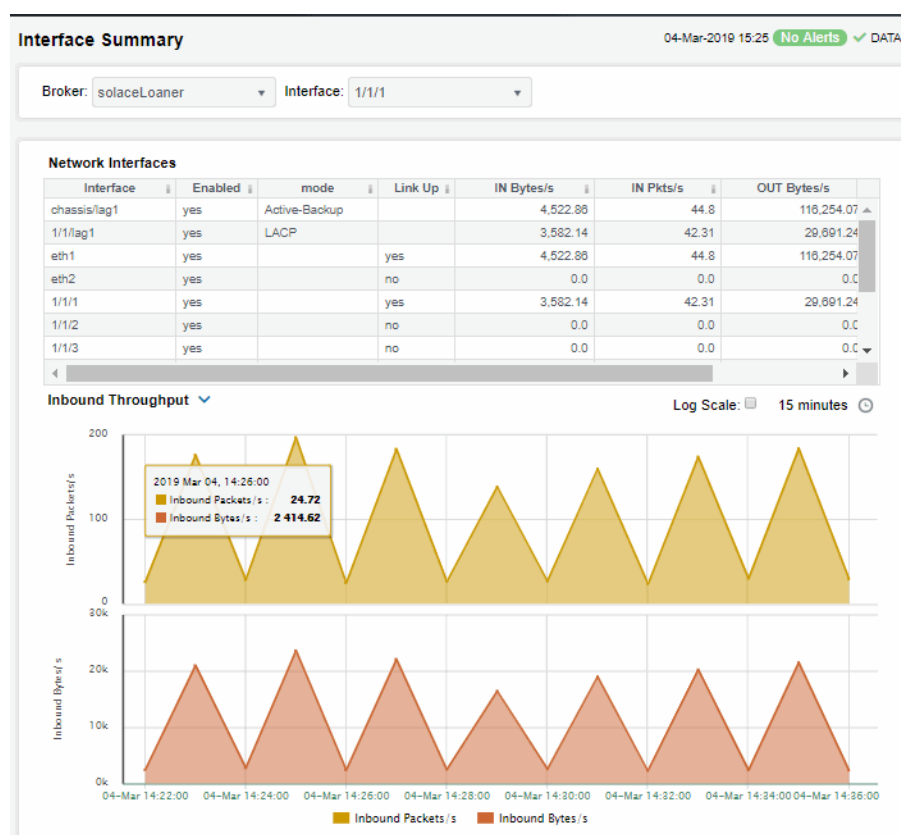 Interface Summary 04-Mar-2019 15:25 No Alerts DATA
Broker: solaceLoaner Interface: 1/1/1
Network Interfaces
Interface Enabled mode Link Up IN Bytes/s IN Pkts/s OUT Bytes/s
chassis/lag1 yes Active-Backup 4,522.86 44.8 116,254.07
1/1/lag1 yes LACP 3,582.14 42.31 29,691.24
eth1 yes yes 4,522.86 44.8 116,254.07
eth2 yes no 0.0 0.0 0.0
1/1/1 yes yes 3,582.14 42.31 29,691.24
1/1/2 yes no 0.0 0.0 0.0
1/1/3 yes no 0.0 0.0 0.0
Inbound Throughput Log Scale: 15 minutes
200
100
0
Inbound Packets/s
2019 Mar 04, 14:26:00
Inbound Packets/s : 24.72
Inbound Bytes/s : 2 414.62
30k
20k
10k
0k
Inbound Bytes/s
04-Mar 14:22:00 04-Mar 14:24:00 04-Mar 14:26:00 04-Mar 14:28:00 04-Mar 14:30:00 04-Mar 14:32:00 04-Mar 14:34:00 04-Mar 14:36:00
Inbound Packets/s Inbound Bytes/s